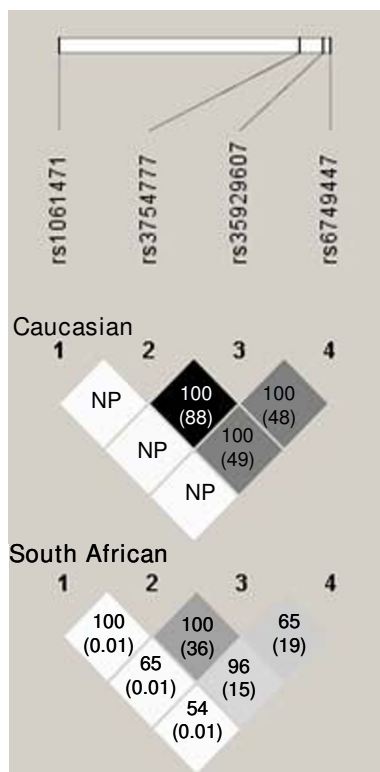 rs1061471 rs3754777 rs35929607 rs6749447
Caucasian
1 2 3 4
NP 100 100
(88) (48)
NP 100
(49)
NP
South African
1 2 3 4
100 100 65
(0.01) (36) (19)
65 96
(0.01) (15)
54
(0.01)